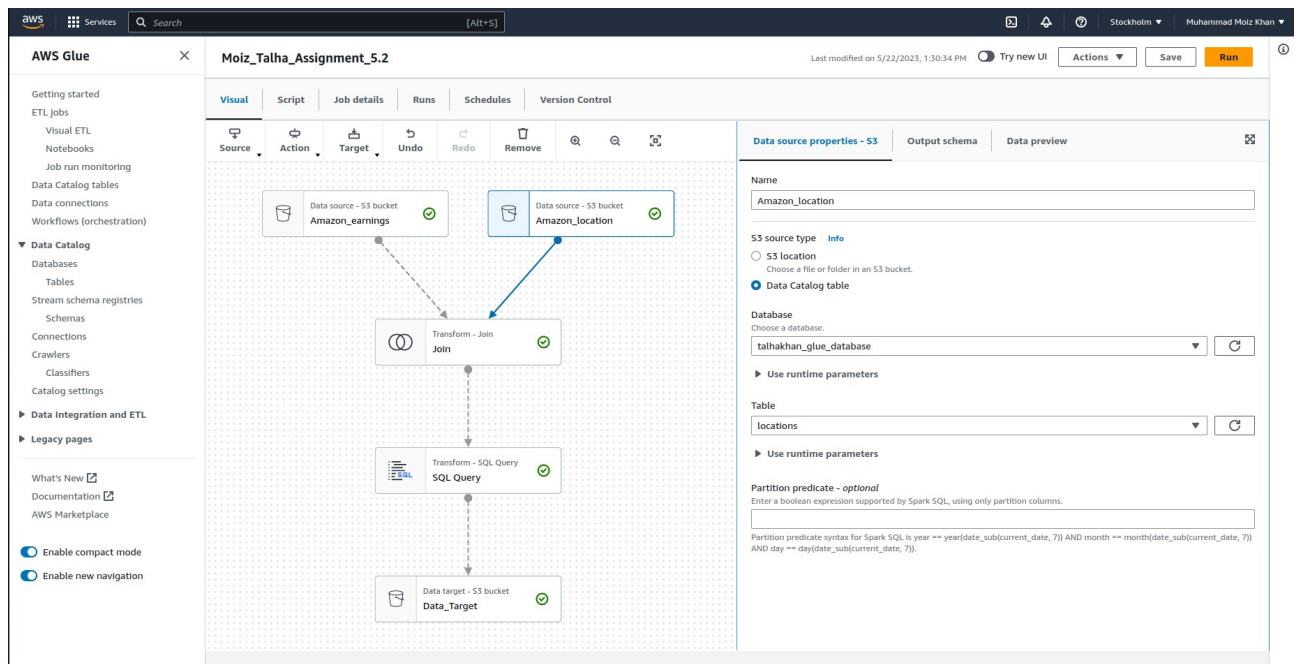 aws Services Search [Alt+S] Stockholm ▼ Muhammad Moiz Khan ▼
AWS Glue
Getting started
ETL jobs
Visual ETL
Notebooks
Job run monitoring
Data Catalog tables
Data connections
Workflows (orchestration)
Data Catalog
Databases
Tables
Stream schema registries
Schemas
Connections
Crawlers
Classifiers
Catalog settings
Data Integration and ETL
Legacy pages
What's New
Documentation
AWS Marketplace
Enable compact mode
Enable new navigation
Moiz_Talha_Assignment_5.2
Last modified on 5/22/2023, 1:30:34 PM Try new UI Actions ▼ Save Run
Visual Script Job details Runs Schedules Version Control
Source Action Target Undo Redo Remove
Data source - S3 bucket
Amazon_earnings
Data source - S3 bucket
Amazon_location
Transform - Join
Join
Transform - SQL Query
SQL
SQL Query
Data target - S3 bucket
Data_Target
Data source properties - S3 Output schema Data preview
Name
Amazon_location
S3 source type Info
S3 location
Choose a file or folder in an S3 bucket.
Data Catalog table
Database
Choose a database.
talhakhan_glue_database
Use runtime parameters
Table
locations
Use runtime parameters
Partition predicate - optional
Enter a boolean expression supported by Spark SQL, using only partition columns.
Partition predicate syntax for Spark SQL is year == year(date_sub(current_date, 7)) AND month == month(date_sub(current_date, 7))
AND day == day(date_sub(current_date, 7)).